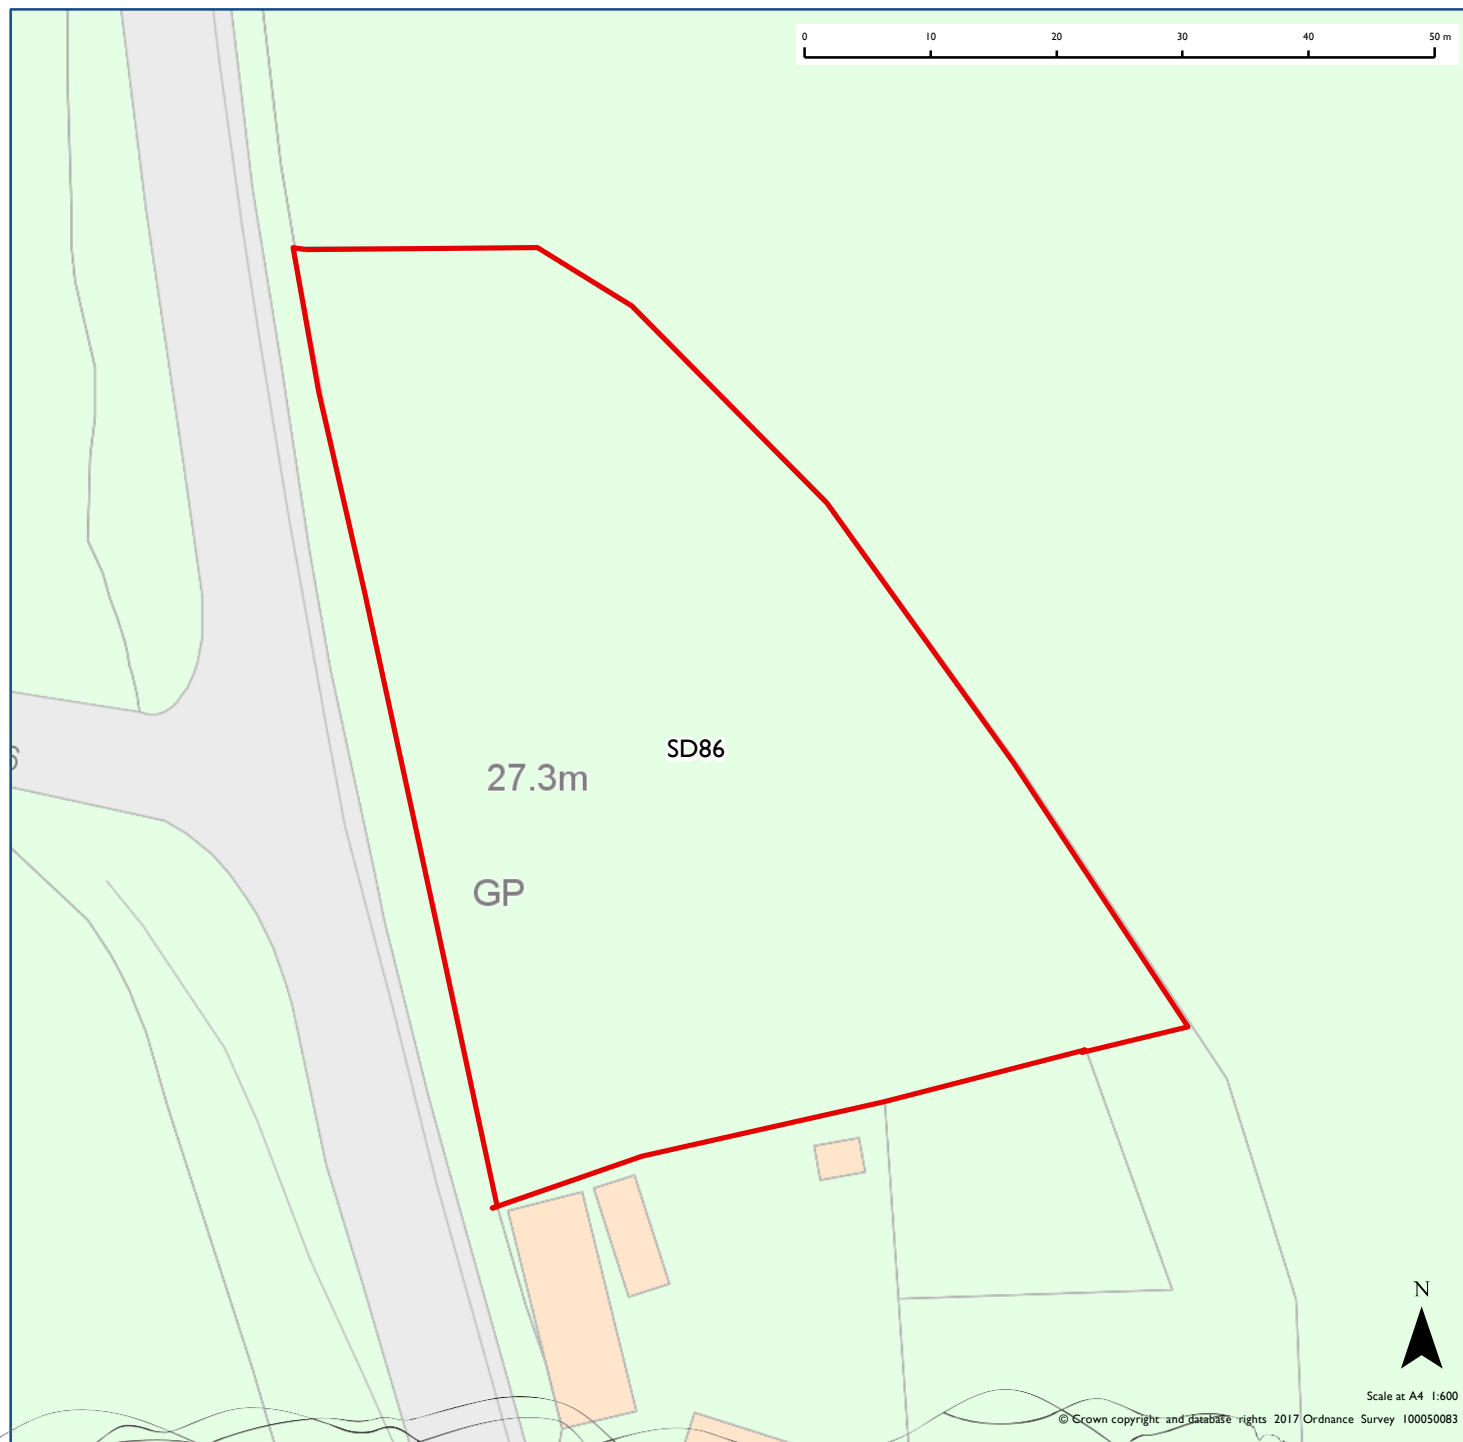 0 10 20 30 40 50 m
SD86
27.3m
GP
N
Scale at A4 1:600
© Crown copyright and database rights 2017 Ordnance Survey 100050083